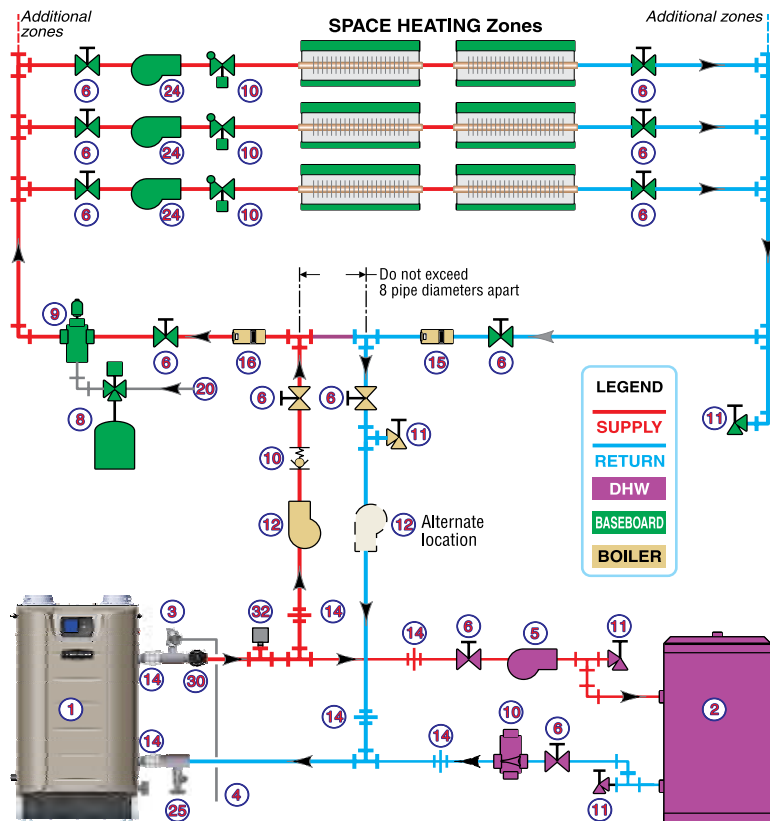 Additional zones
SPACE HEATING Zones
Additional zones
6 24 10 6
6 24 10 6
6 24 10 6
Do not exceed
8 pipe diameters apart
9
6 16 15 6
20
8
6 6
11
11
10
12
12
Alternate
location
LEGEND
SUPPLY
RETURN
DHW
BASEBOARD
BOILER
3
32
14
14
6
5
11
14
30
1
2
14
14
14
10
6
25
4
11